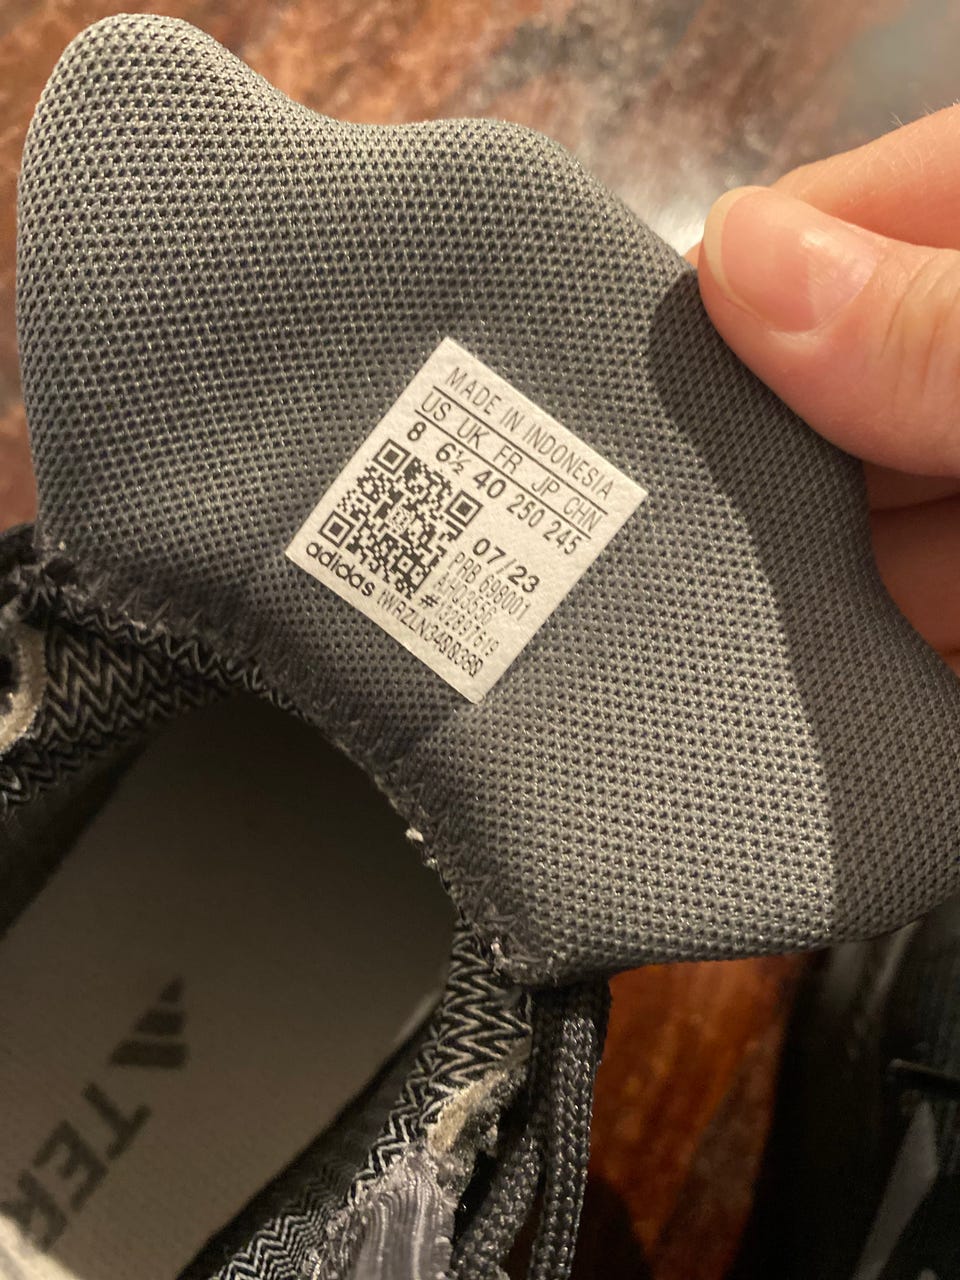 MADE IN INDONESIA
US UK FR JP CHN
8 6½ 40 250 245
07/23
PRB 698001
adidas
TER